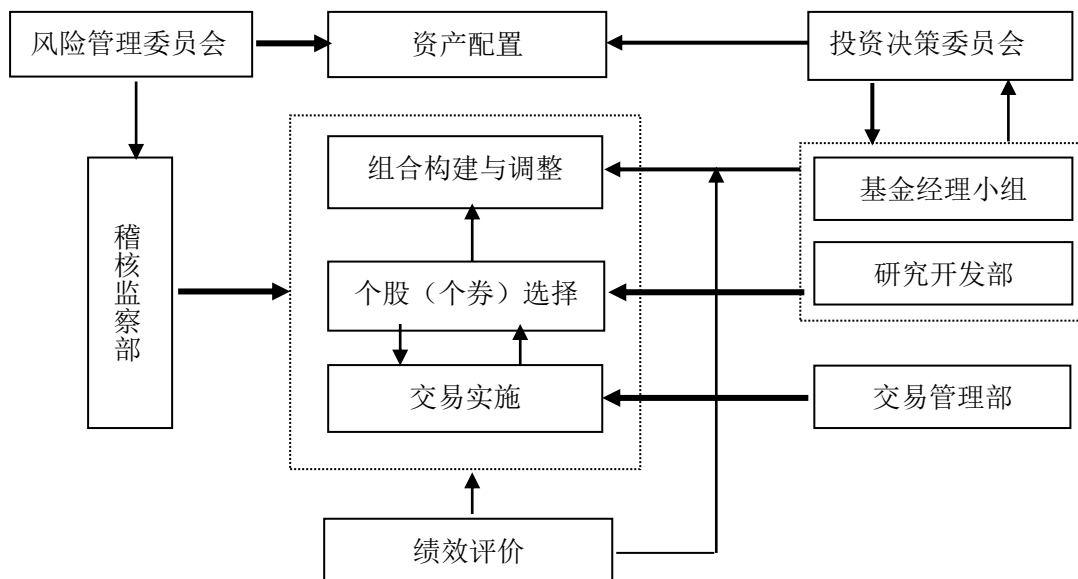 风险管理委员会
资产配置
投资决策委员会
组合构建与调整
基金经理小组
稽核监察部
个股（个券）选择
研究开发部
交易实施
交易管理部
绩效评价